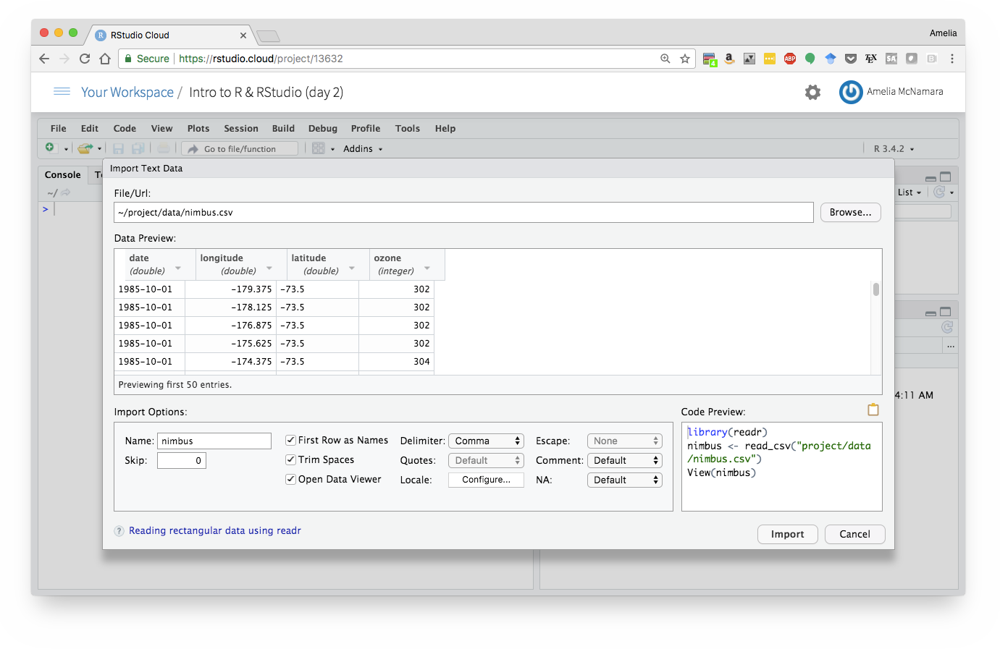 RStudio Cloud
Amelia
Secure https://rstudio.cloud/project/13632
Your Workspace / Intro to R & RStudio (day 2)
Amelia McNamara
File Edit Code View Plots Session Build Debug Profile Tools Help
Go to file/function
Addins
R 3.4.2
Console
~/
>
List
4:11 AM
Import Text Data
File/Url:
~/project/data/nimbus.csv
Browse...
Data Preview:
date longitude latitude ozone
(double) (double) (double) (integer)
1985-10-01 -179.375 -73.5 302
1985-10-01 -178.125 -73.5 302
1985-10-01 -176.875 -73.5 302
1985-10-01 -175.625 -73.5 302
1985-10-01 -174.375 -73.5 304
Previewing first 50 entries.
Import Options:
Name: nimbus
Skip: 0
First Row as Names
Trim Spaces
Open Data Viewer
Delimiter: Comma
Quotes: Default
Locale: Configure...
Escape: None
Comment: Default
NA: Default
Code Preview:
library(readr)
nimbus <- read_csv("project/data
/nimbus.csv")
View(nimbus)
? Reading rectangular data using readr
Import Cancel